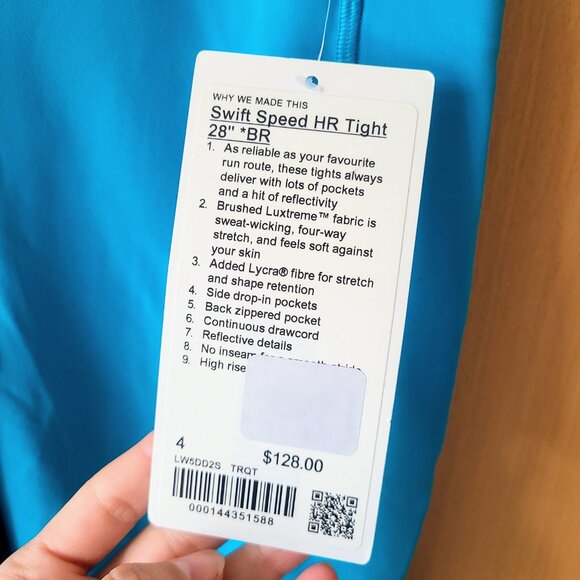 WHY WE MADE THIS
Swift Speed HR Tight
28" *BR
1. As reliable as your favourite
run route, these tights always
deliver with lots of pockets
and a hit of reflectivity
2. Brushed Luxtreme™ fabric is
sweat-wicking, four-way
stretch, and feels soft against
your skin
3. Added Lycra® fibre for stretch
and shape retention
4. Side drop-in pockets
5. Back zippered pocket
6. Continuous drawcord
7. Reflective details
8. No inseam for a smooth stride
9. High rise
4
$128.00
LW5DD2S TRQT
000144351588